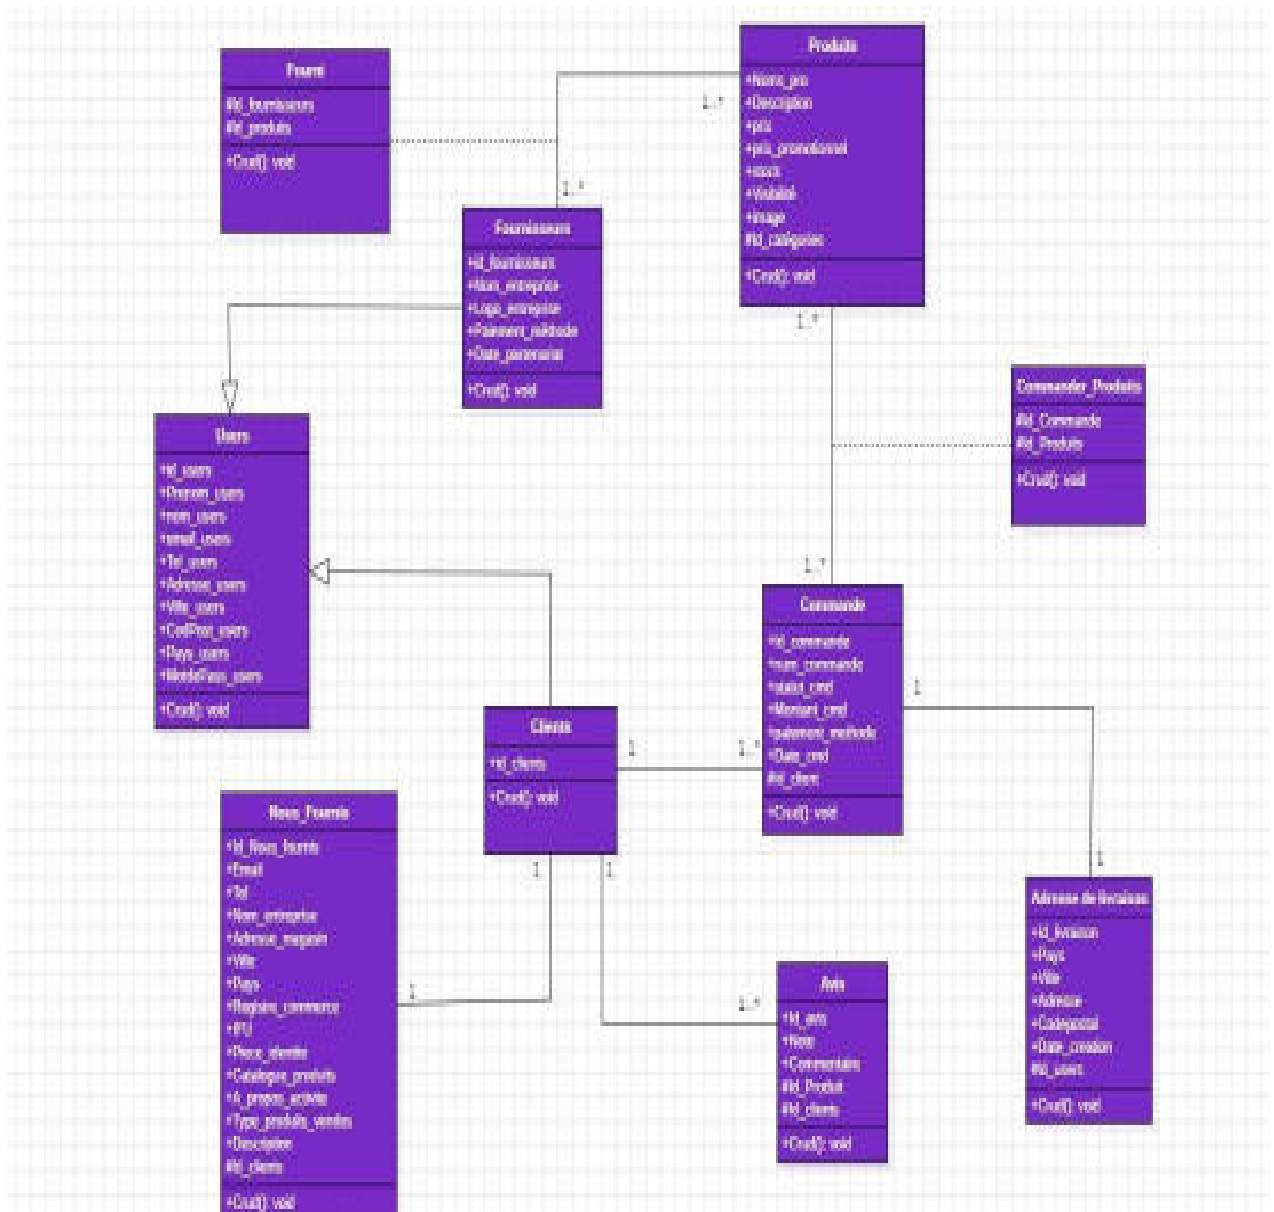 Fourni
#Id_fournisseurs
#Id_produits
+Crud(): void
Produits
+Noms_pro
+Description
+prix
+prix_promotionnel
+stock
+Visibilité
+Image
#Id_catégories
+Crud(): void
1..*
1..*
Fournisseurs
+id_fournisseurs
+Nom_entreprise
+Logo_entreprise
+Paiement_méthode
+Date_partenariat
+Crud(): void
1..*
Commander_Produits
#Id_Commande
#Id_Produits
+Crud(): void
Users
+Id_users
+Prenom_users
+nom_users
+email_users
+Tel_users
+Adresse_users
+Ville_users
+CodPost_users
+Pays_users
+MotdePass_users
+Crud(): void
1..*
Commande
+id_commande
+num_commande
+statut_cmd
+Montant_cmd
+paiement_methode
+Date_cmd
#id_client
+Crud(): void
1
Clients
+Id_clients
+Crud(): void
1
1..*
1
1
1
Nous_Fournis
+Id_Nous_fournis
+Email
+Tel
+Nom_entreprise
+Adresse_magasin
+Ville
+Pays
+Registre_commerce
+IFU
+Piece_identite
+Catalogue_produits
+A_propos_activite
+Type_produits_vendus
+Description
#Id_clients
+Crud(): void
1
1..*
Avis
+Id_avis
+Note
+Commentaire
#Id_Produit
#Id_clients
+Crud(): void
Adresse de livraison
+Id_livraison
+Pays
+Ville
+Adresse
+Codepostal
+Date_creation
#Id_users
+Crud(): void